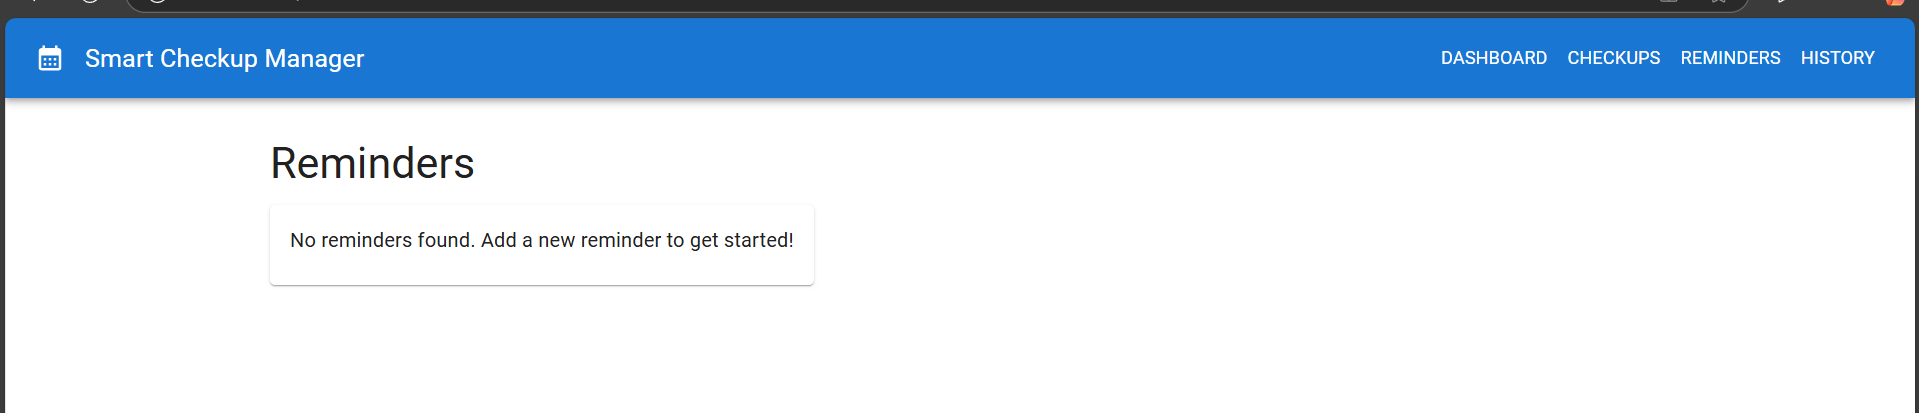 Smart Checkup Manager
DASHBOARD CHECKUPS REMINDERS HISTORY
Reminders
No reminders found. Add a new reminder to get started!